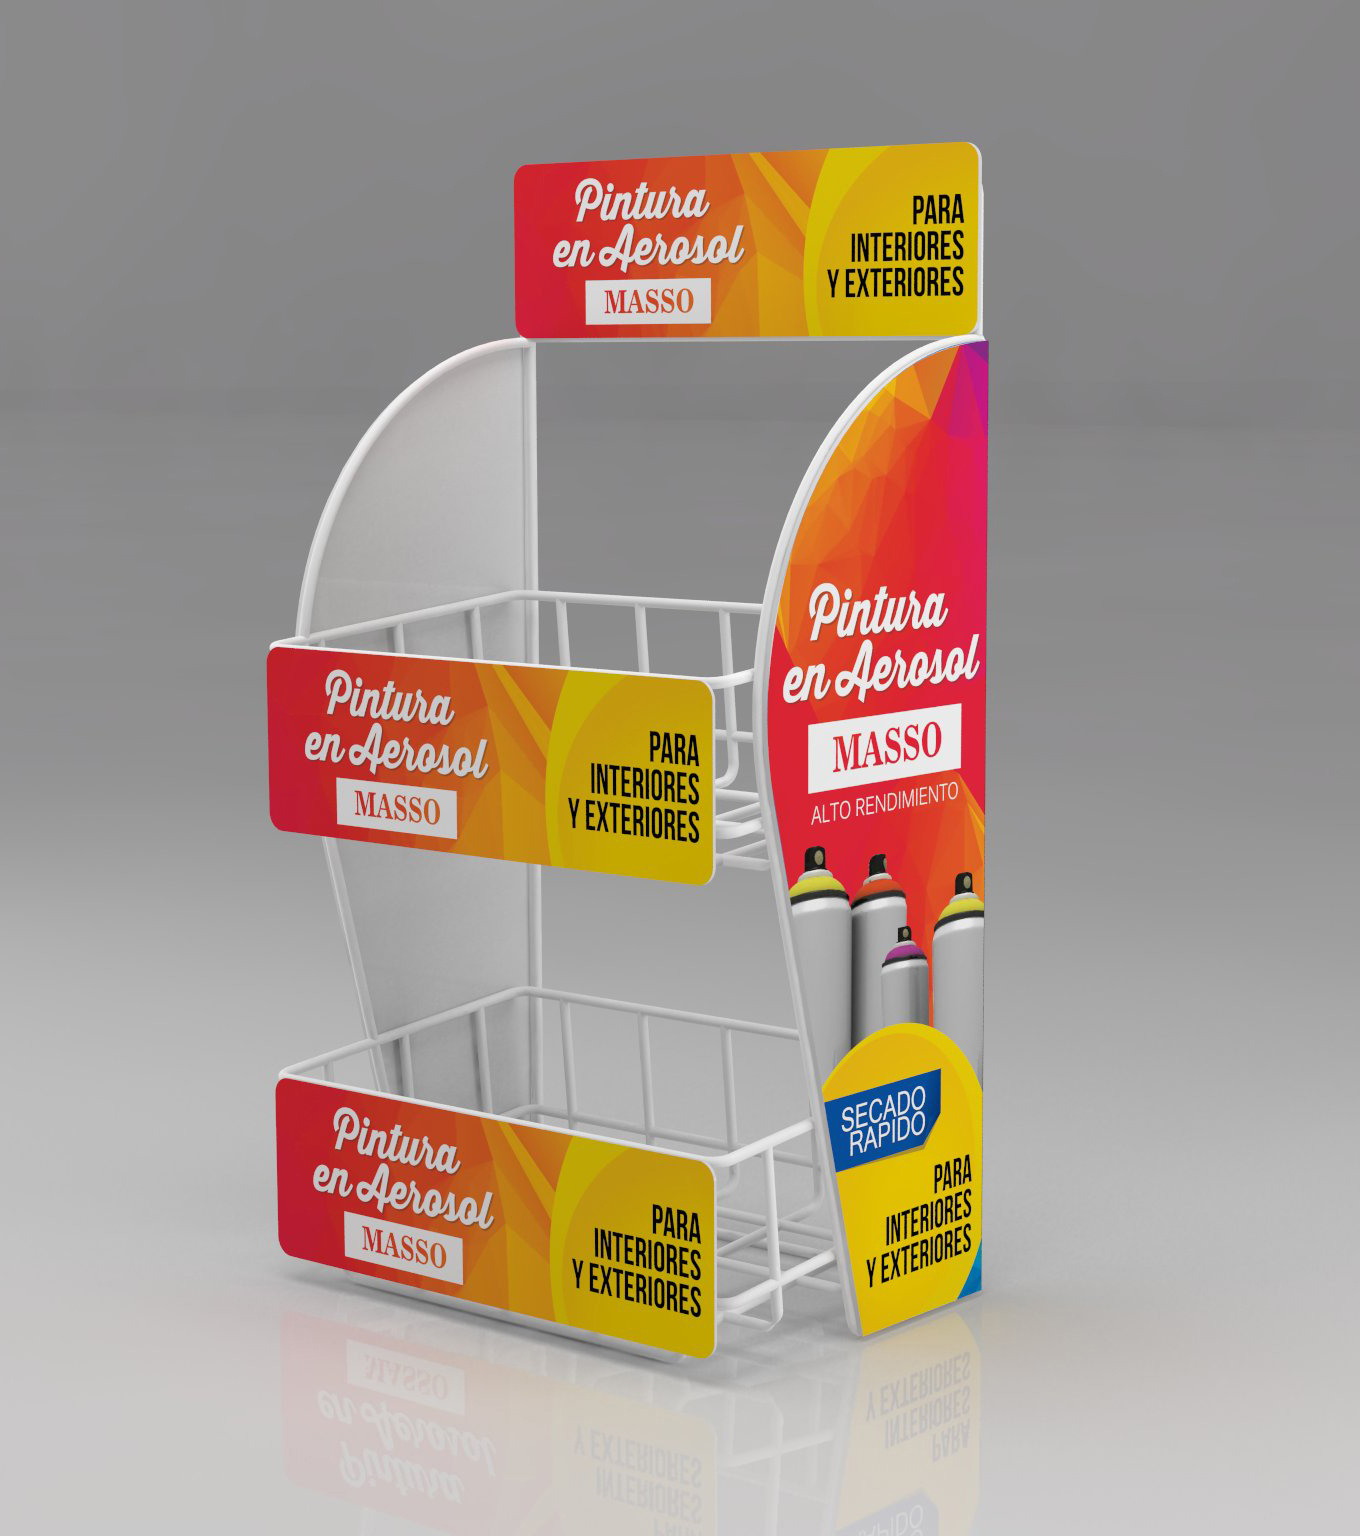 Pintura
en Aerosol
MASSO
PARA
INTERIORES
Y EXTERIORES
Pintura
en Aerosol
MASSO
PARA
INTERIORES
Y EXTERIORES
Pintura
en Aerosol
MASSO
ALTO RENDIMIENTO
SECADO
RAPIDO
PARA
INTERIORES
Y EXTERIORES
Pintura
en Aerosol
MASSO
PARA
INTERIORES
Y EXTERIORES